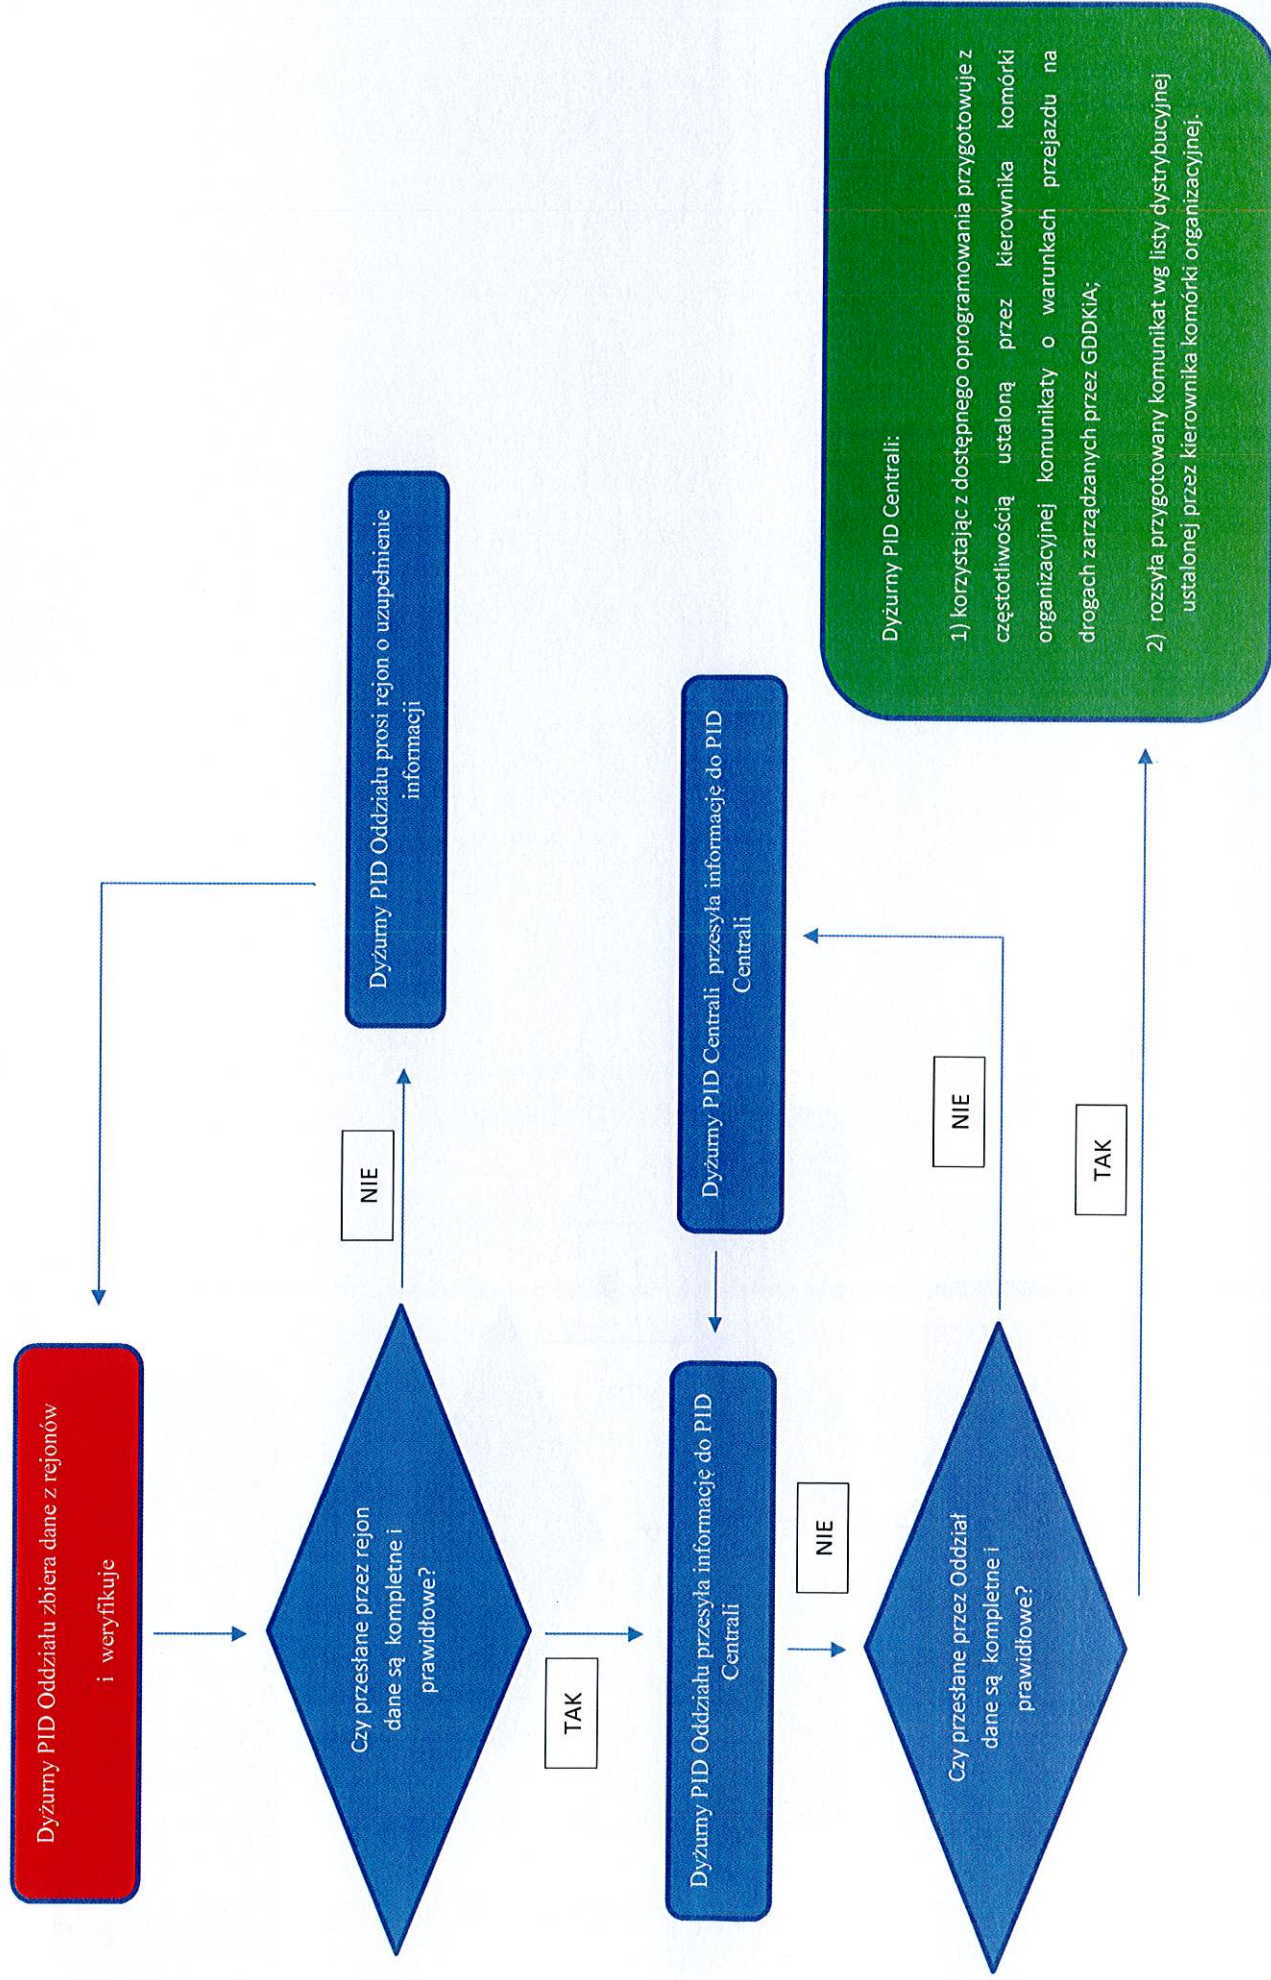 Dyżurny PID Oddziału zbiera dane z rejonów
i weryfikuje
Czy przesłane przez rejon
dane są kompletne i
prawidłowe?
NIE
Dyżurny PID Oddziału prosi rejon o uzupełnienie
informacji
TAK
Dyżurny PID Oddziału przesyła informację do PID
Centrali
Dyżurny PID Centrali przesyła informację do PID
Centrali
NIE
Czy przesłane przez Oddział
dane są kompletne i
prawidłowe?
NIE
TAK
Dyżurny PID Centrali:
1) korzystając z dostępnego oprogramowania przygotowuje z
częstotliwością ustaloną przez kierownika komórki
organizacyjnej komunikaty o warunkach przejazdu na
drogach zarządzanych przez GDDKiA;
2) rozsyła przygotowany komunikat wg listy dystrybucyjnej
ustalonej przez kierownika komórki organizacyjnej.